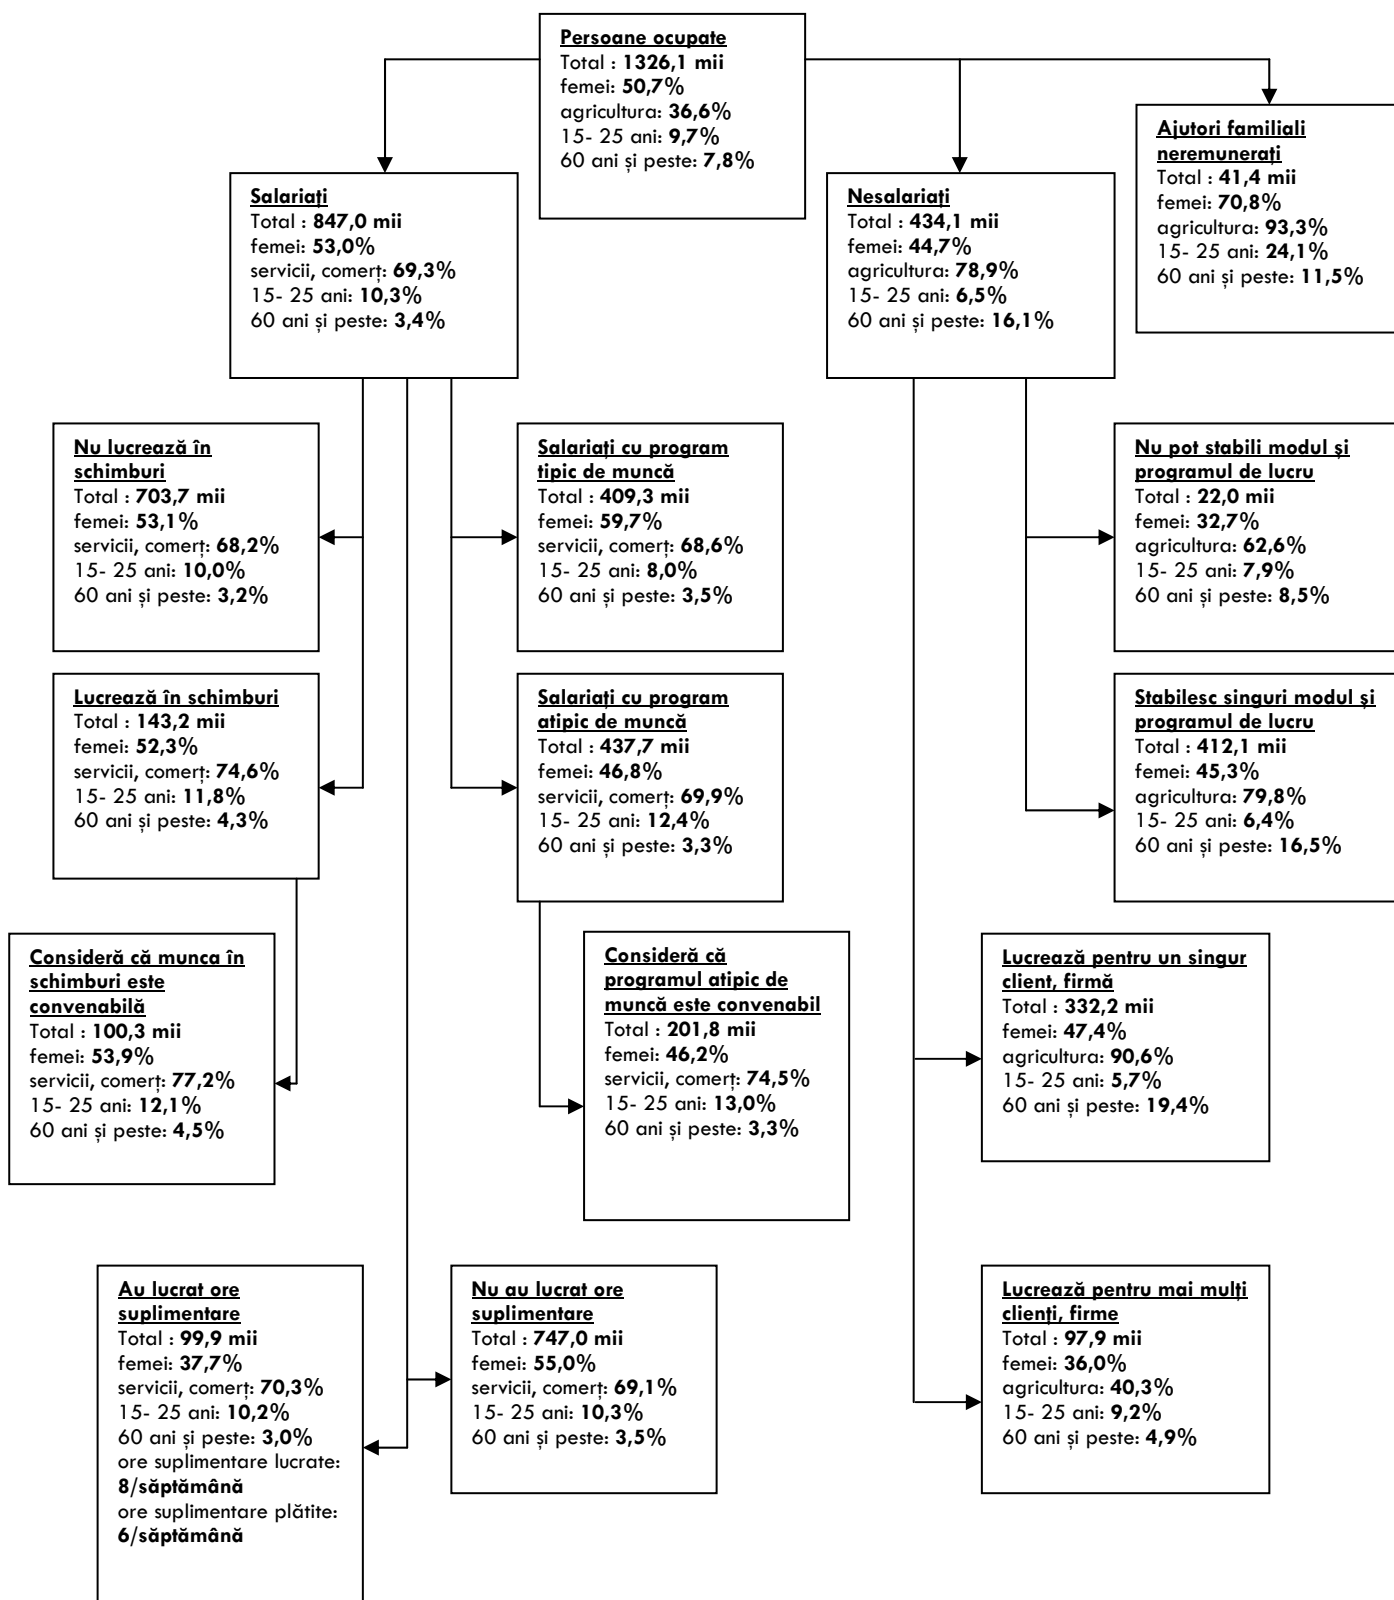 Persoane ocupate
Total : 1326,1 mii
femei: 50,7%
agricultura: 36,6%
15- 25 ani: 9,7%
60 ani și peste: 7,8%
Ajutori familiali
neremunerați
Total : 41,4 mii
femei: 70,8%
agricultura: 93,3%
15- 25 ani: 24,1%
60 ani și peste: 11,5%
Salariați
Total : 847,0 mii
femei: 53,0%
servicii, comerț: 69,3%
15- 25 ani: 10,3%
60 ani și peste: 3,4%
Nesalariați
Total : 434,1 mii
femei: 44,7%
agricultura: 78,9%
15- 25 ani: 6,5%
60 ani și peste: 16,1%
Nu lucrează în
schimburi
Total : 703,7 mii
femei: 53,1%
servicii, comerț: 68,2%
15- 25 ani: 10,0%
60 ani și peste: 3,2%
Salariați cu program
tipic de muncă
Total : 409,3 mii
femei: 59,7%
servicii, comerț: 68,6%
15- 25 ani: 8,0%
60 ani și peste: 3,5%
Nu pot stabili modul și
programul de lucru
Total : 22,0 mii
femei: 32,7%
agricultura: 62,6%
15- 25 ani: 7,9%
60 ani și peste: 8,5%
Lucrează în schimburi
Total : 143,2 mii
femei: 52,3%
servicii, comerț: 74,6%
15- 25 ani: 11,8%
60 ani și peste: 4,3%
Salariați cu program
atipic de muncă
Total : 437,7 mii
femei: 46,8%
servicii, comerț: 69,9%
15- 25 ani: 12,4%
60 ani și peste: 3,3%
Stabilesc singuri modul și
programul de lucru
Total : 412,1 mii
femei: 45,3%
agricultura: 79,8%
15- 25 ani: 6,4%
60 ani și peste: 16,5%
Consideră că munca în
schimburi este
convenabilă
Total : 100,3 mii
femei: 53,9%
servicii, comerț: 77,2%
15- 25 ani: 12,1%
60 ani și peste: 4,5%
Consideră că
programul atipic de
muncă este convenabil
Total : 201,8 mii
femei: 46,2%
servicii, comerț: 74,5%
15- 25 ani: 13,0%
60 ani și peste: 3,3%
Lucrează pentru un singur
client, firmă
Total : 332,2 mii
femei: 47,4%
agricultura: 90,6%
15- 25 ani: 5,7%
60 ani și peste: 19,4%
Au lucrat ore
suplimentare
Total : 99,9 mii
femei: 37,7%
servicii, comerț: 70,3%
15- 25 ani: 10,2%
60 ani și peste: 3,0%
ore suplimentare lucrate:
8/săptămână
ore suplimentare plătite:
6/săptămână
Nu au lucrat ore
suplimentare
Total : 747,0 mii
femei: 55,0%
servicii, comerț: 69,1%
15- 25 ani: 10,3%
60 ani și peste: 3,5%
Lucrează pentru mai mulți
clienți, firme
Total : 97,9 mii
femei: 36,0%
agricultura: 40,3%
15- 25 ani: 9,2%
60 ani și peste: 4,9%